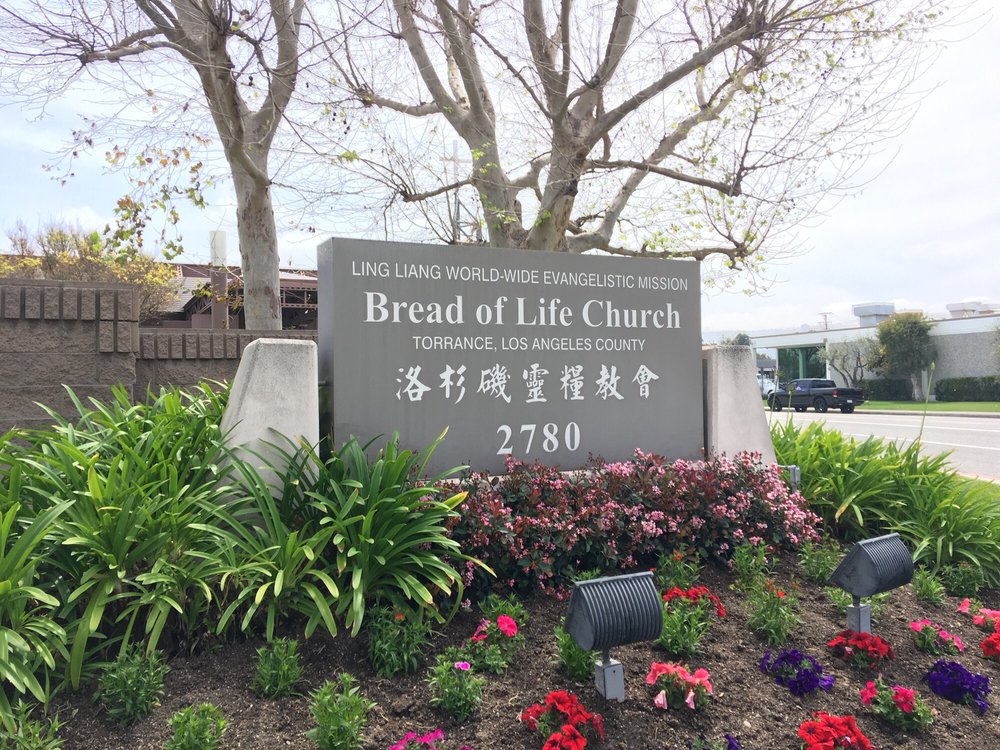 LING LIANG WORLD-WIDE EVANGELISTIC MISSION
Bread of Life Church
TORRANCE, LOS ANGELES COUNTY
洛杉磯靈糧教會
2780